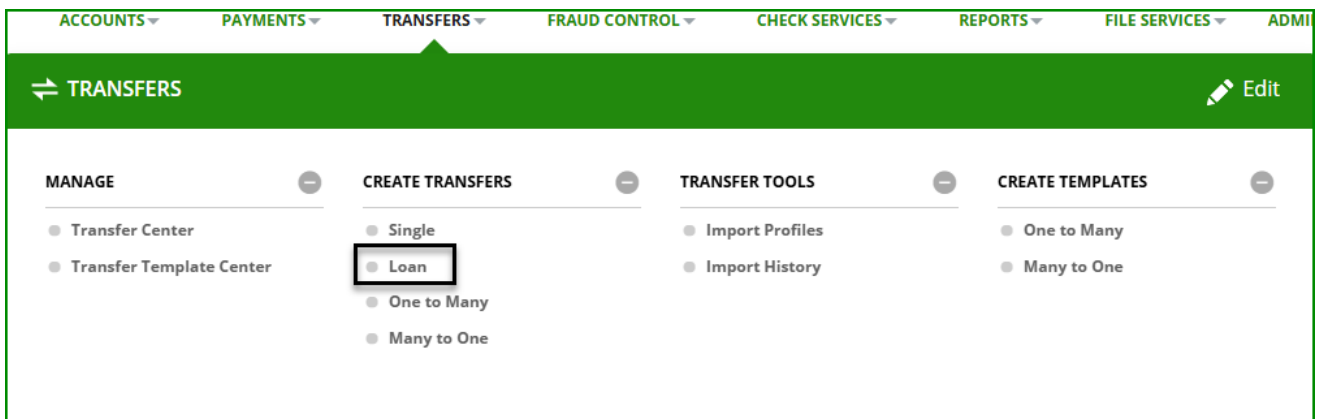 ACCOUNTS PAYMENTS TRANSFERS FRAUD CONTROL CHECK SERVICES REPORTS FILE SERVICES ADMI
TRANSFERS
Edit
MANAGE
Transfer Center
Transfer Template Center
CREATE TRANSFERS
Single
Loan
One to Many
Many to One
TRANSFER TOOLS
Import Profiles
Import History
CREATE TEMPLATES
One to Many
Many to One